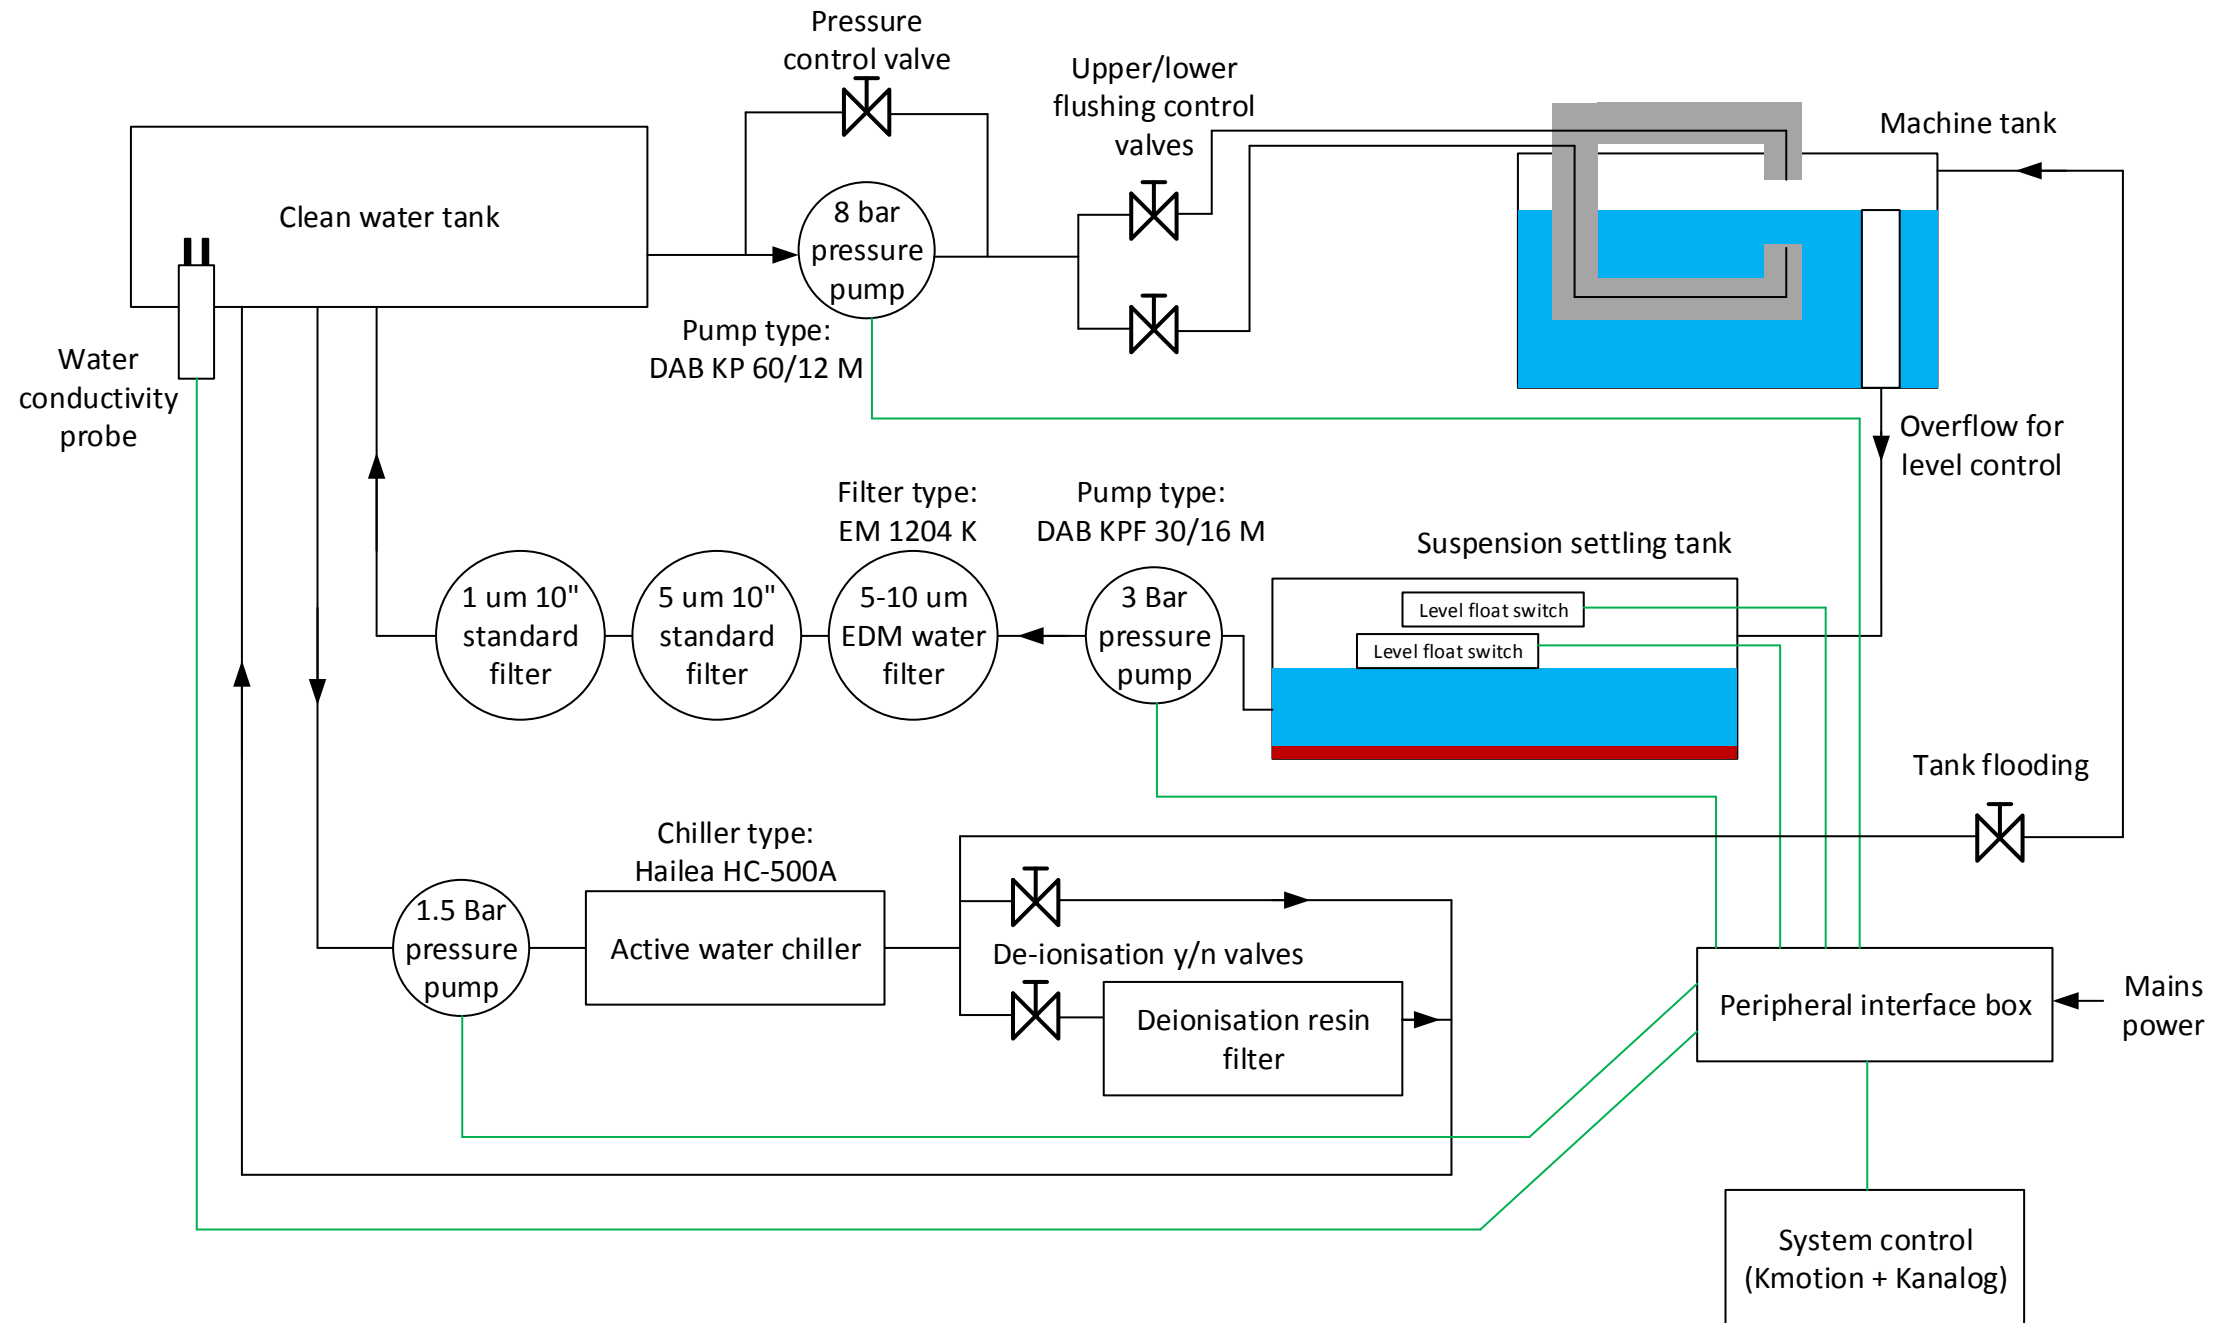 Pressure
control valve
Upper/lower
flushing control
valves
Machine tank
Clean water tank
8 bar
pressure
pump
Pump type:
DAB KP 60/12 M
Water
conductivity
probe
Overflow for
level control
Filter type:
EM 1204 K
Pump type:
DAB KPF 30/16 M
Suspension settling tank
1 um 10"
standard
filter
5 um 10"
standard
filter
5-10 um
EDM water
filter
3 Bar
pressure
pump
Level float switch
Level float switch
Tank flooding
Chiller type:
Hailea HC-500A
1.5 Bar
pressure
pump
Active water chiller
De-ionisation y/n valves
Deionisation resin
filter
Peripheral interface box
Mains
power
System control
(Kmotion + Kanalog)